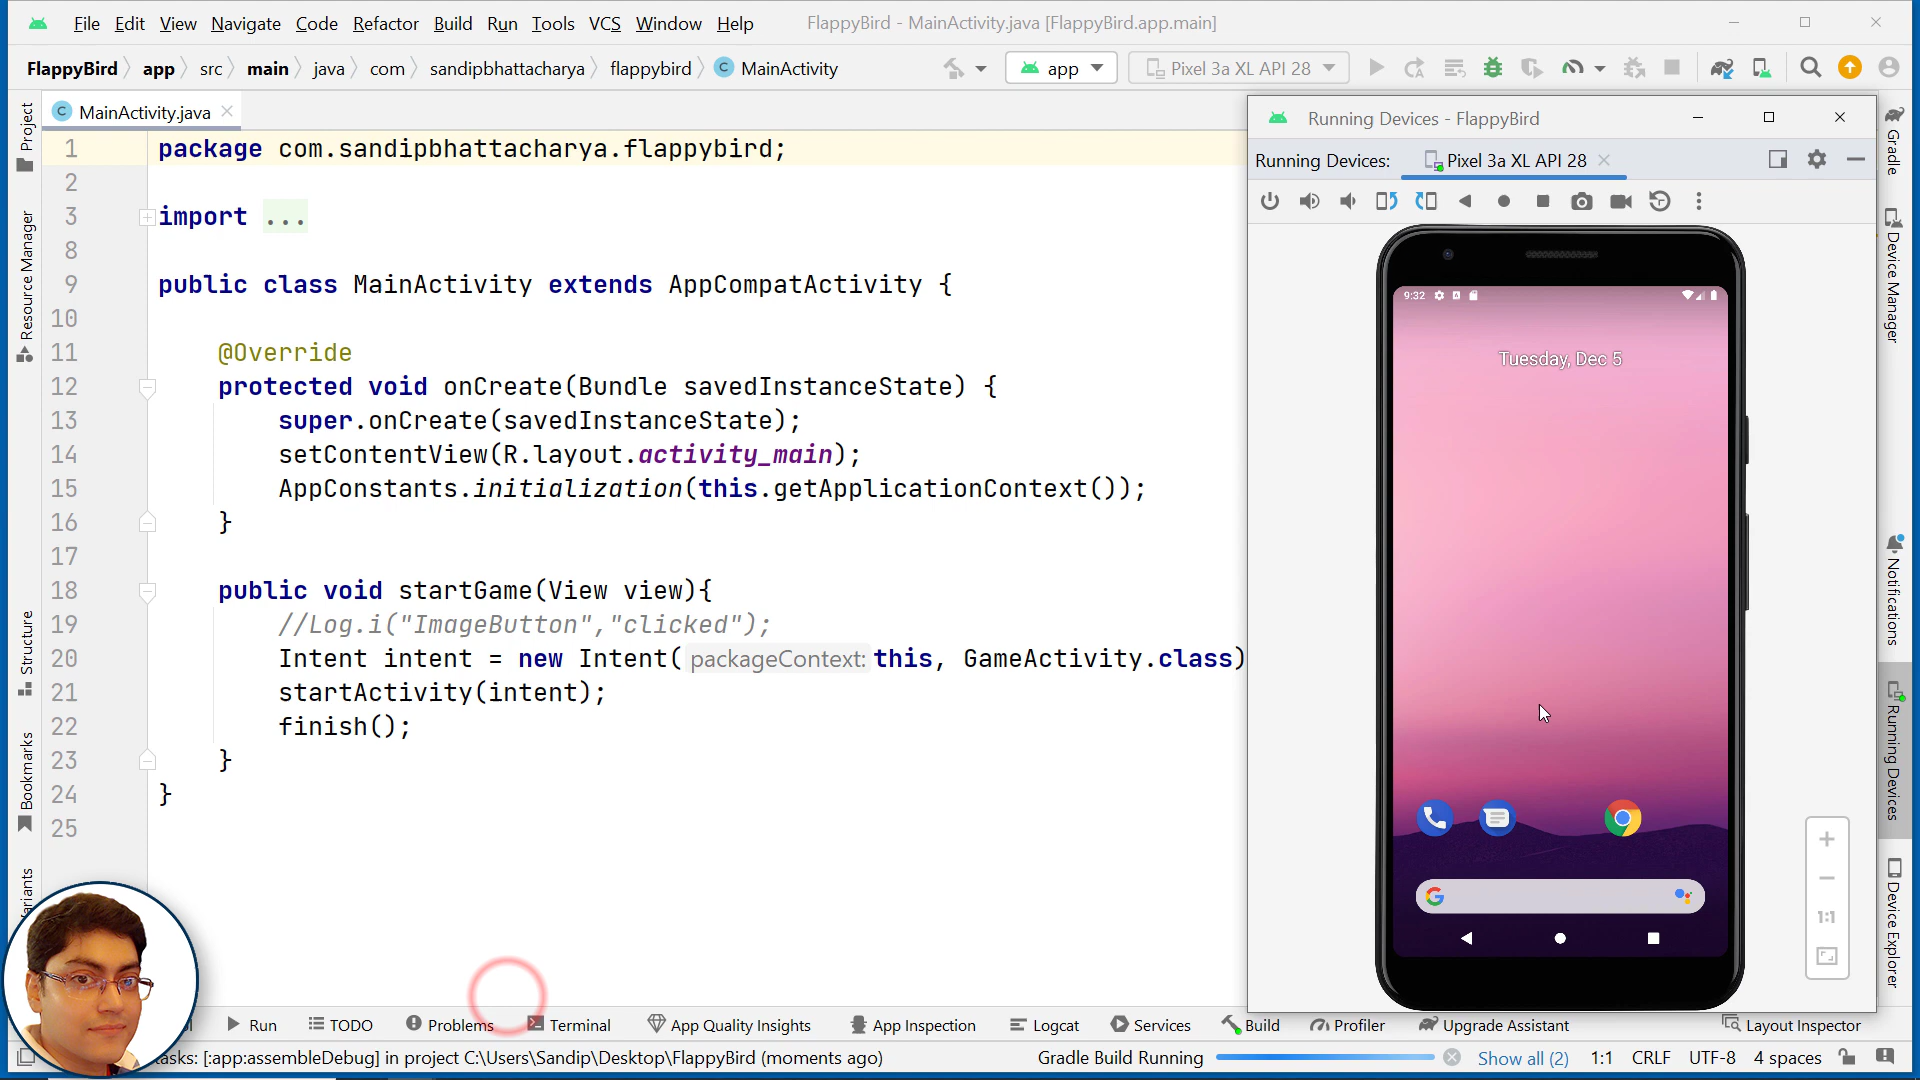 File Edit View Navigate Code Refactor Build Run Tools VCS Window Help FlappyBird - MainActivity.java [FlappyBird.app.main]
FlappyBird app src main java com sandipbhattacharya flappybird MainActivity app Pixel 3a XL API 28
MainActivity.java
1 package com.sandipbhattacharya.flappybird;
2
3 import ...
8
9 public class MainActivity extends AppCompatActivity {
10
11 @Override
12 protected void onCreate(Bundle savedInstanceState) {
13 super.onCreate(savedInstanceState);
14 setContentView(R.layout.activity_main);
15 AppConstants.initialization(this.getApplicationContext());
16 }
17
18 public void startGame(View view){
19 //Log.i("ImageButton","clicked");
20 Intent intent = new Intent( packageContext: this, GameActivity.class)
21 startActivity(intent);
22 finish();
23 }
24 }
25
Project
Resource Manager
Structure
Bookmarks
Running Devices - FlappyBird
Running Devices: Pixel 3a XL API 28
9:32
Tuesday, Dec 5
1:1
Gradle
Device Manager
Notifications
Running Devices
Device Explorer
Run TODO Problems Terminal App Quality Insights App Inspection Logcat Services Build Profiler Upgrade Assistant Layout Inspector
asks: [:app:assembleDebug] in project C:\Users\Sandip\Desktop\FlappyBird (moments ago) Gradle Build Running Show all (2) 1:1 CRLF UTF-8 4 spaces